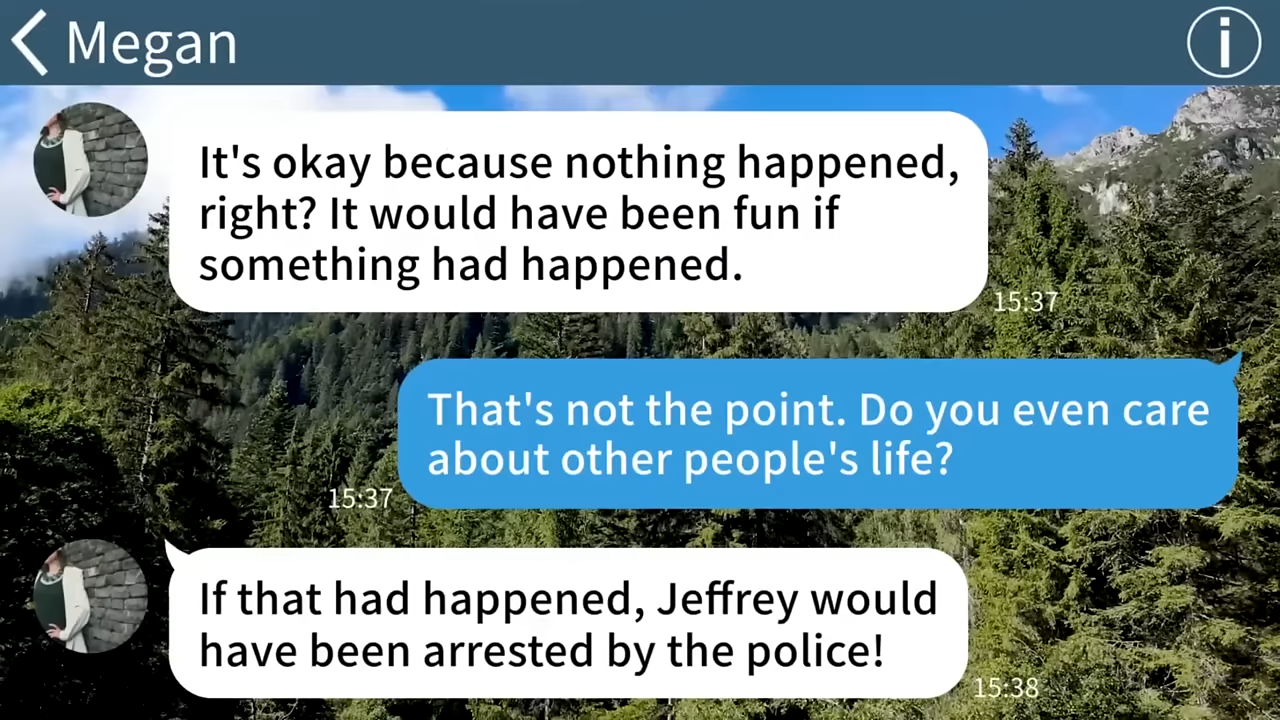 Megan
It's okay because nothing happened,
right? It would have been fun if
something had happened.
15:37
That's not the point. Do you even care
about other people's life?
15:37
If that had happened, Jeffrey would
have been arrested by the police!
15:38